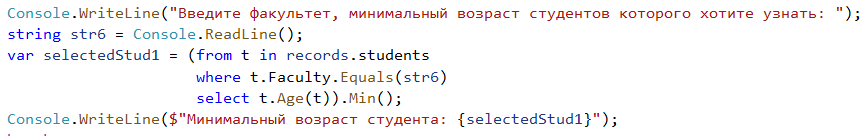 Console.WriteLine("Введите факультет, минимальный возраст студентов которого хотите узнать: ");
string str6 = Console.ReadLine();
var selectedStud1 = (from t in records.students
where t.Faculty.Equals(str6)
select t.Age(t)).Min();
Console.WriteLine($"Минимальный возраст студента: {selectedStud1}");